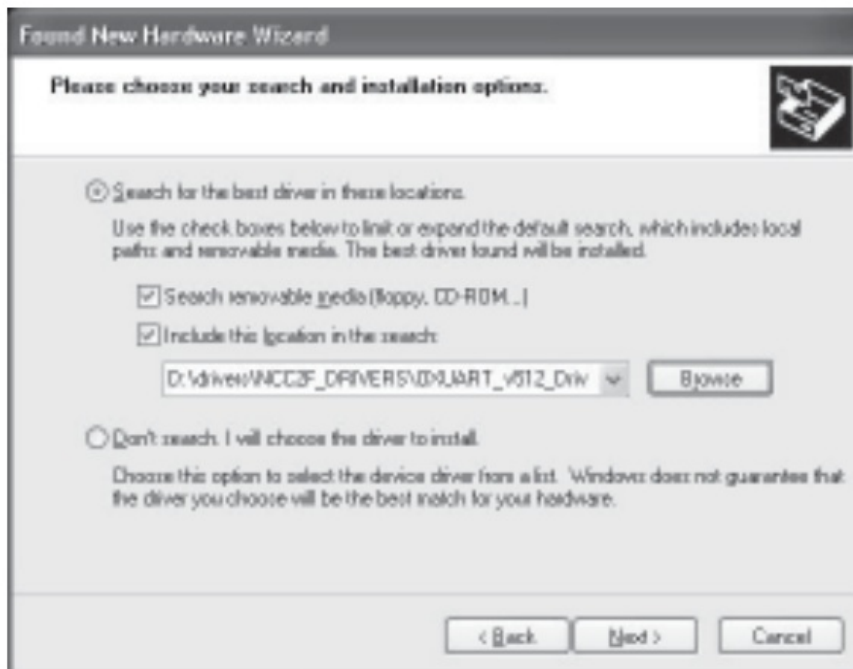 Found New Hardware Wizard
Please choose your search and installation options.
Search for the best driver in these locations.
Use the check boxes below to limit or expand the default search, which includes local
paths and removable media. The best driver found will be installed.
Search removable media (floppy, CD-ROM...)
Include this location in the search:
Browse
Don't search. I will choose the driver to install.
Choose this option to select the device driver from a list. Windows does not guarantee that
the driver you choose will be the best match for your hardware.
< Back
Next >
Cancel